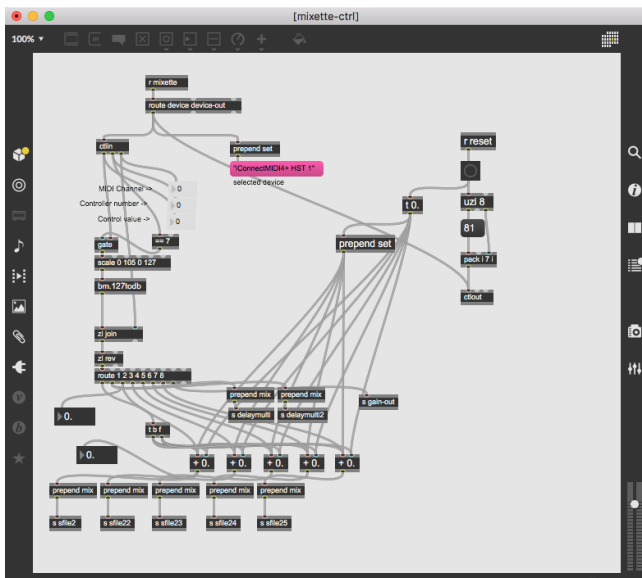 [mixette-ctrl]
100% ▼
r mixette
route device device-out
ctlin
prepend set
"iConnectMIDI4+ HST 1"
selected device
MIDI Channel ->
0
Controller number ->
0
Control value ->
0
gate
== 7
scale 0 105 0 127
bm.127todb
zl join
zl rev
route 1 2 3 4 5 6 7 8
r reset
t 0.
uzi 8
81
prepend set
pack i 7 i
ctlout
prepend mix
prepend mix
s gain-out
s delaymulti
s delaymulti2
0.
t b f
0.
+ 0.
+ 0.
+ 0.
+ 0.
+ 0.
prepend mix
prepend mix
prepend mix
prepend mix
prepend mix
s sfile2
s sfile22
s sfile23
s sfile24
s sfile25